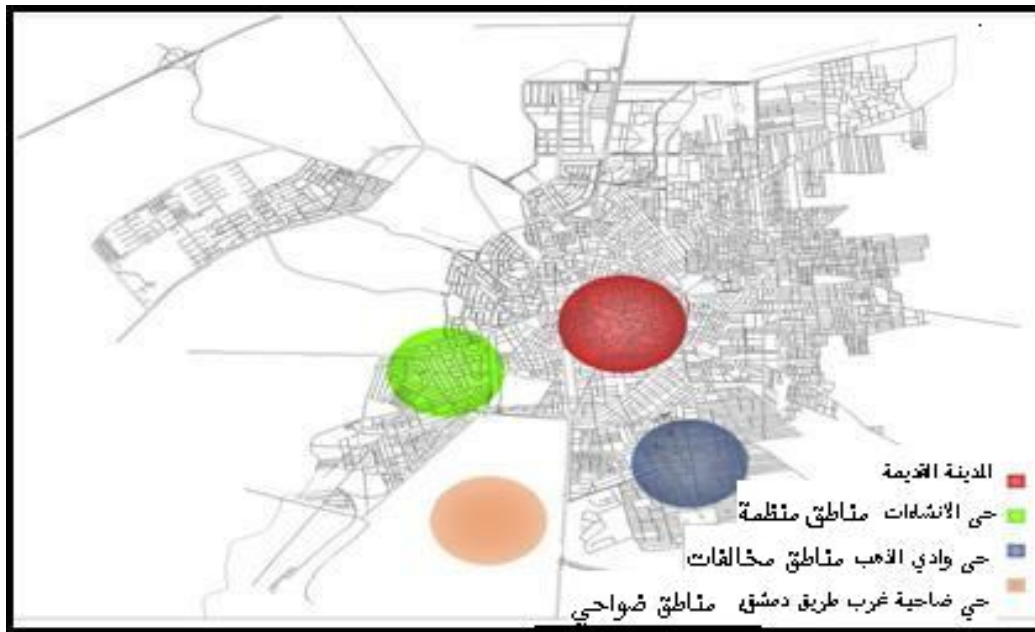 المدينة القديمة
حي الانشاءات مناطق منظمة
حي وادي الذهب مناطق مخالفات
حي ضاحية غرب طريق دمشق مناطق ضواحي